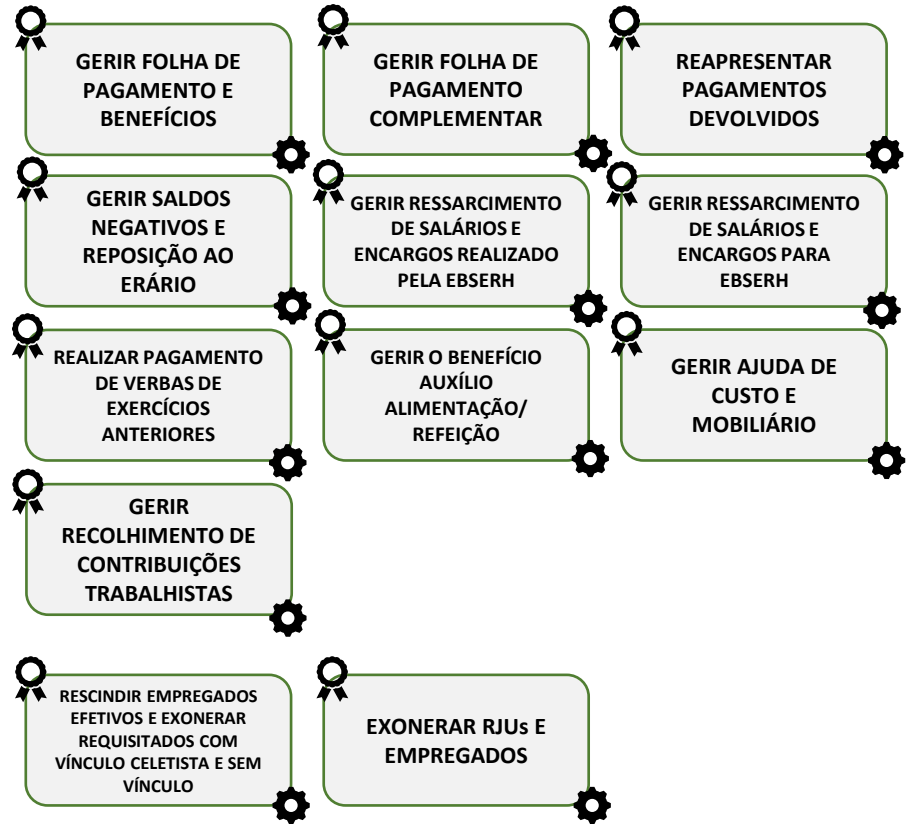 GERIR FOLHA DE
PAGAMENTO E
BENEFÍCIOS
GERIR FOLHA DE
PAGAMENTO
COMPLEMENTAR
REAPRESENTAR
PAGAMENTOS
DEVOLVIDOS
GERIR SALDOS
NEGATIVOS E
REPOSIÇÃO AO
ERÁRIO
GERIR RESSARCIMENTO
DE SALÁRIOS E
ENCARGOS REALIZADO
PELA EBSERH
GERIR RESSARCIMENTO
DE SALÁRIOS E
ENCARGOS PARA
EBSERH
REALIZAR PAGAMENTO
DE VERBAS DE
EXERCÍCIOS
ANTERIORES
GERIR O BENEFÍCIO
AUXÍLIO
ALIMENTAÇÃO/
REFEIÇÃO
GERIR AJUDA DE
CUSTO E
MOBILIÁRIO
GERIR
RECOLHIMENTO DE
CONTRIBUIÇÕES
TRABALHISTAS
RESCINDIR EMPREGADOS
EFETIVOS E EXONERAR
REQUISITADOS COM
VÍNCULO CELETISTA E SEM
VÍNCULO
EXONERAR RJUs E
EMPREGADOS